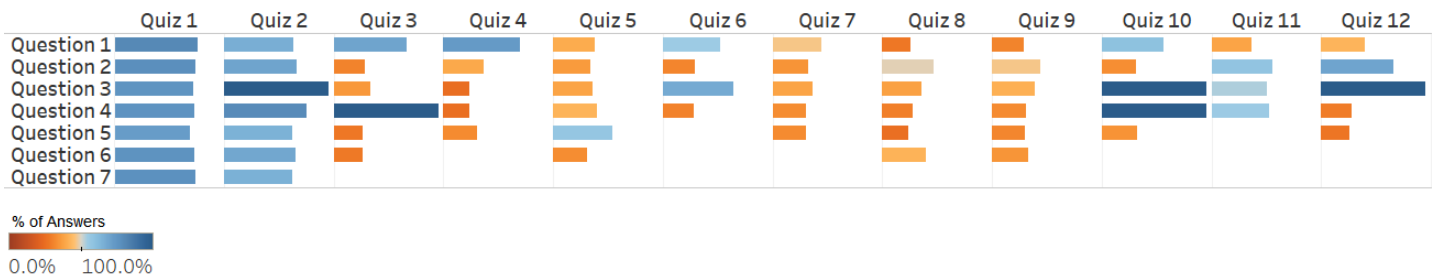 Quiz 1 Quiz 2 Quiz 3 Quiz 4 Quiz 5 Quiz 6 Quiz 7 Quiz 8 Quiz 9 Quiz 10 Quiz 11 Quiz 12
Question 1
Question 2
Question 3
Question 4
Question 5
Question 6
Question 7
% of Answers
0.0% 100.0%